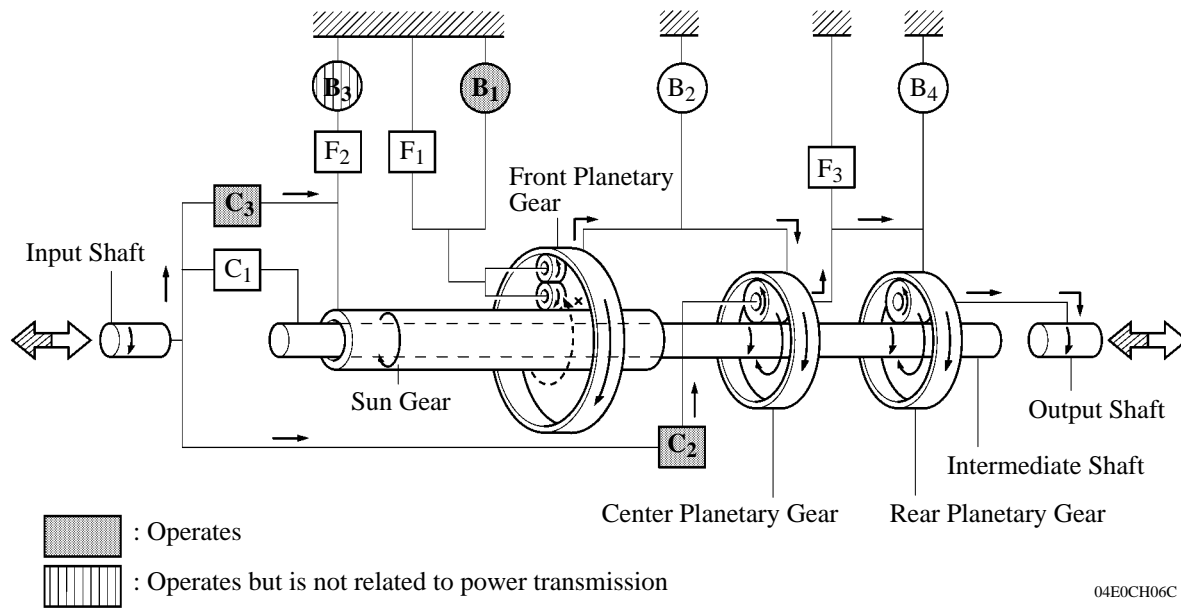 B3
B1
B2
B4
F2
F1
F3
Front Planetary
Gear
C3
Input Shaft
C1
×
Sun Gear
C2
Output Shaft
Intermediate Shaft
Center Planetary Gear
Rear Planetary Gear
: Operates
: Operates but is not related to power transmission
04E0CH06C